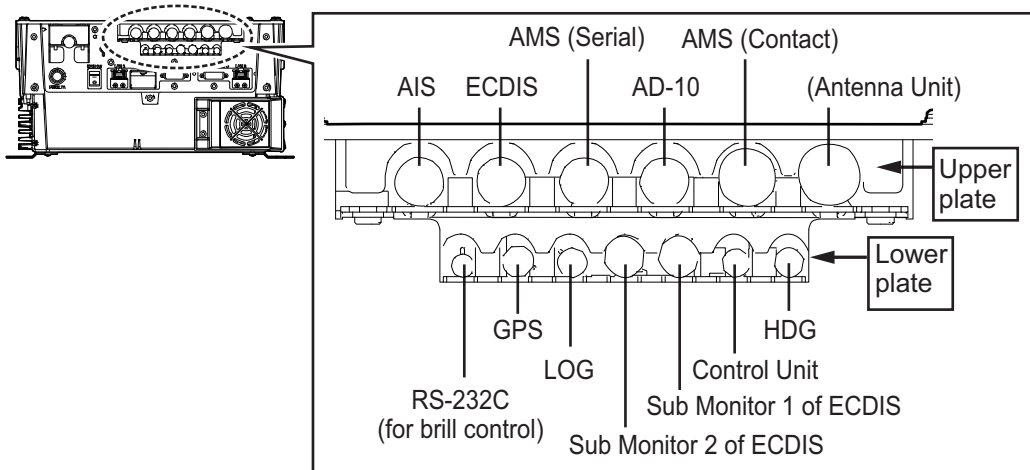 AMS (Serial)
AMS (Contact)
AIS
ECDIS
AD-10
(Antenna Unit)
Upper
plate
Lower
plate
GPS
HDG
LOG
Control Unit
RS-232C
(for brill control)
Sub Monitor 1 of ECDIS
Sub Monitor 2 of ECDIS